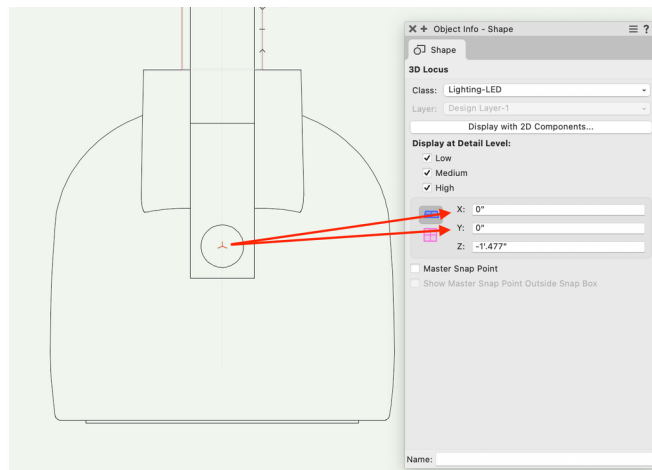 Object Info - Shape
?
Shape
3D Locus
Class: Lighting-LED
Layer: Design Layer-1
Display with 2D Components...
Display at Detail Level:
Low
Medium
High
X: 0"
Y: 0"
Z: -1'.477"
Master Snap Point
Show Master Snap Point Outside Snap Box
Name: